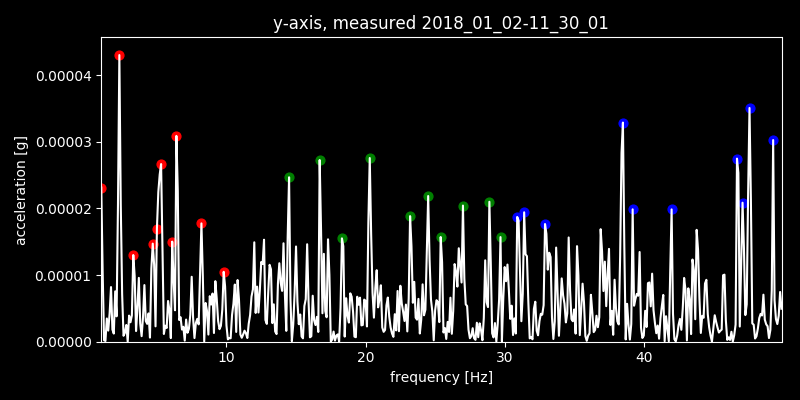 y-axis, measured 2018_01_02-11_30_01
0.00004
0.00003
0.00002
0.00001
0.00000
acceleration [g]
10 20 30 40
frequency [Hz]